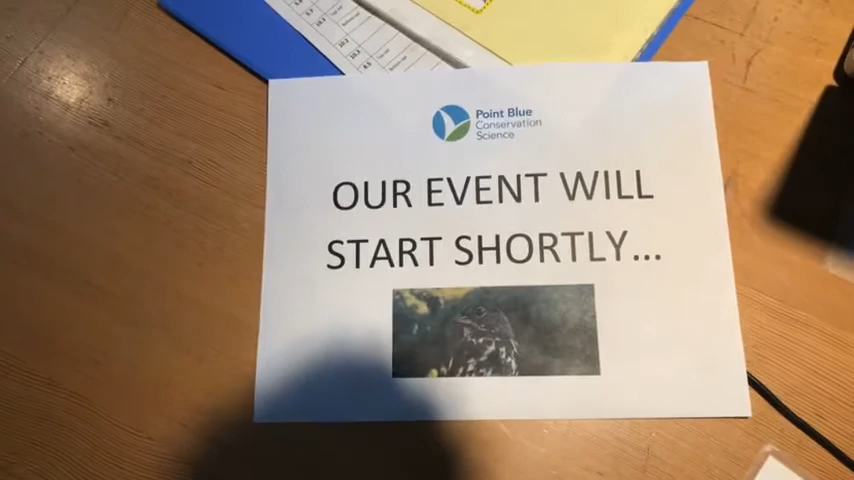 Point Blue
Conservation
Science
OUR EVENT WILL
START SHORTLY...